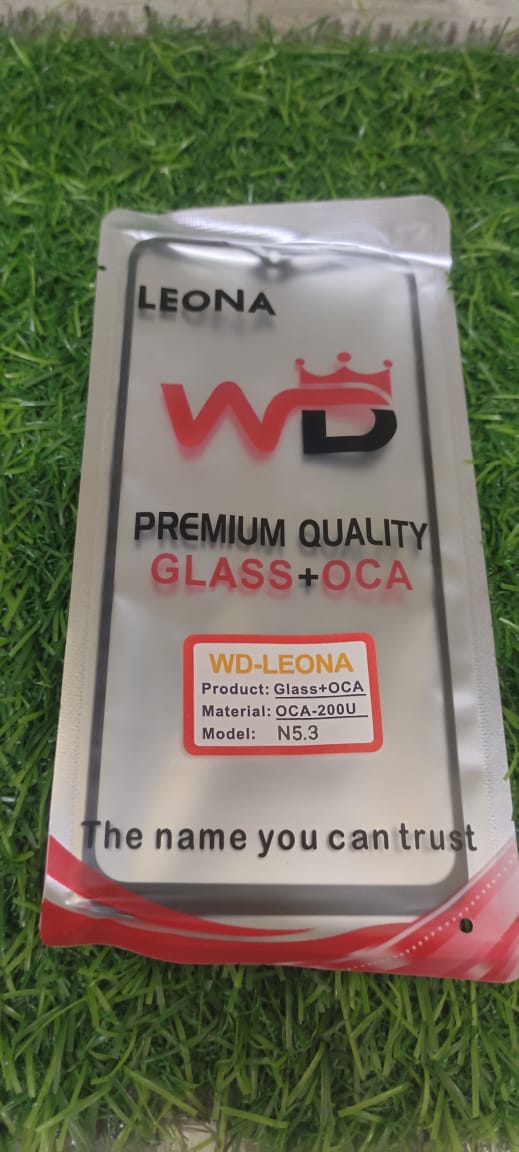 LEONA
WD
PREMIUM QUALITY
GLASS+OCA
WD-LEONA
Product: Glass+OCA
Material: OCA-200U
Model: N5.3
The name you can trust